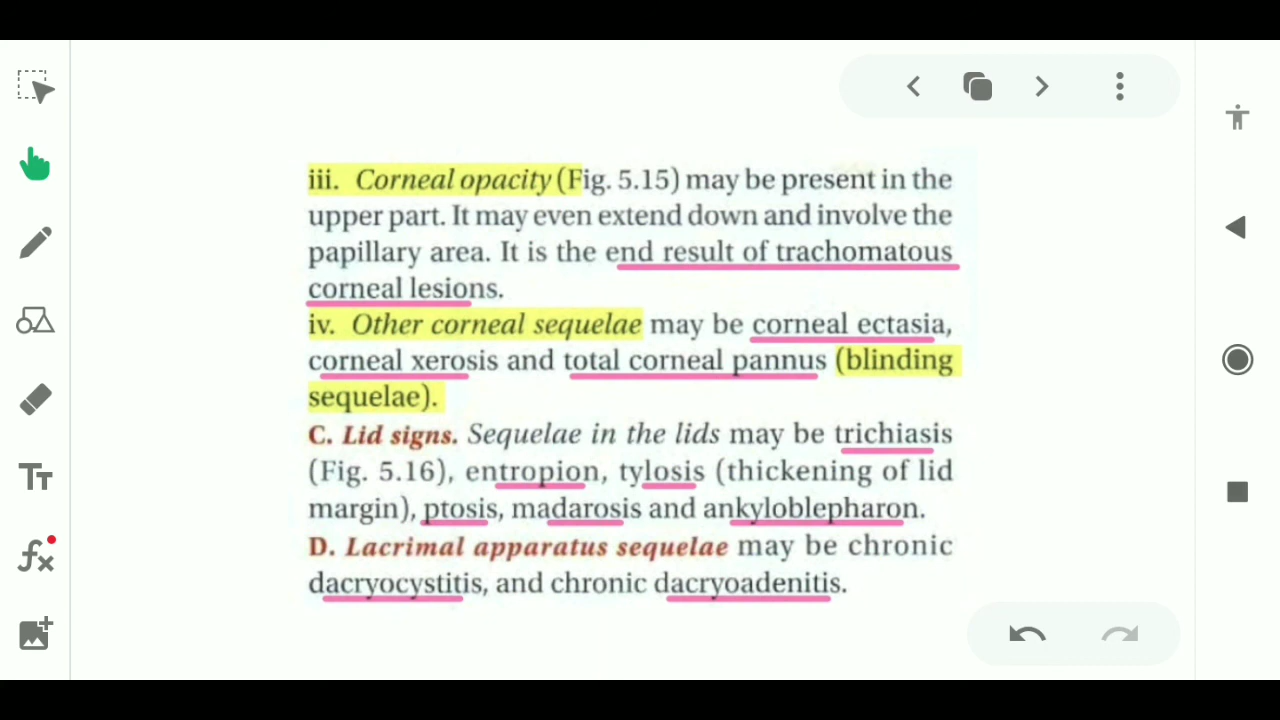 iii. Corneal opacity (Fig. 5.15) may be present in the
upper part. It may even extend down and involve the
papillary area. It is the end result of trachomatous
corneal lesions.
iv. Other corneal sequelae may be corneal ectasia,
corneal xerosis and total corneal pannus (blinding
sequelae).
C. Lid signs. Sequelae in the lids may be trichiasis
(Fig. 5.16), entropion, tylosis (thickening of lid
margin), ptosis, madarosis and ankyloblepharon.
D. Lacrimal apparatus sequelae may be chronic
dacryocystitis, and chronic dacryoadenitis.
Tт
fx